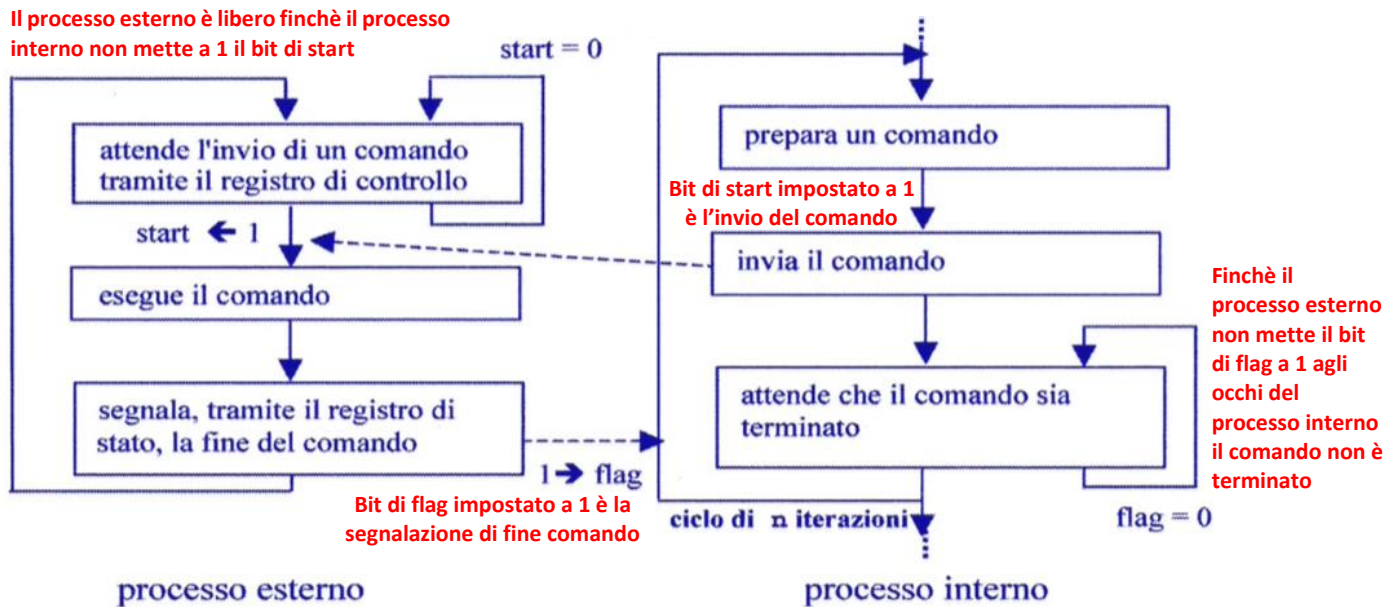 Il processo esterno è libero finchè il processo
interno non mette a 1 il bit di start
start = 0
attende l'invio di un comando
tramite il registro di controllo
start ← 1
esegue il comando
segnala, tramite il registro di
stato, la fine del comando
1→ flag
Bit di flag impostato a 1 è la
segnalazione di fine comando
processo esterno
prepara un comando
Bit di start impostato a 1
è l’invio del comando
invia il comando
attende che il comando sia
terminato
Finchè il
processo esterno
non mette il bit
di flag a 1 agli
occhi del
processo interno
il comando non è
terminato
ciclo di n iterazioni
flag = 0
processo interno